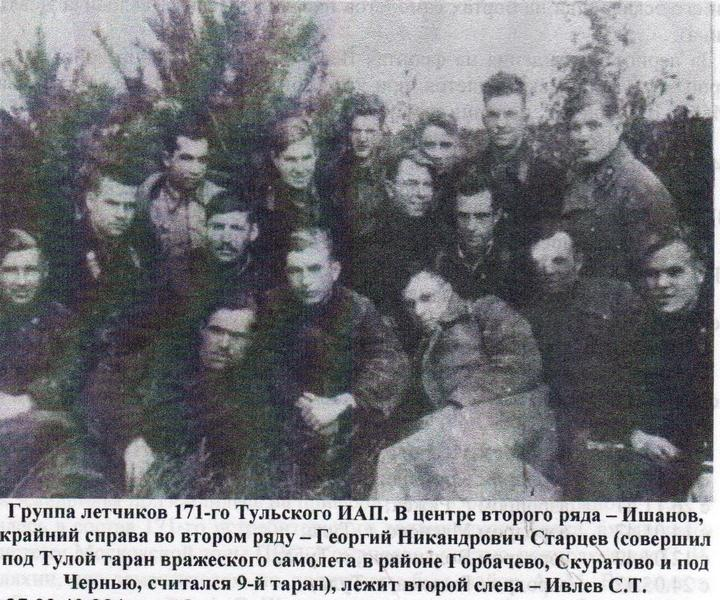 Группа летчиков 171-го Тульского ИАП. В центре второго ряда – Ишанов,
крайний справа во втором ряду – Георгий Никандрович Старцев (совершил
под Тулой таран вражеского самолета в районе Горбачево, Скуратово и под
Чернью, считался 9-й таран), лежит второй слева – Ивлев С.Т.